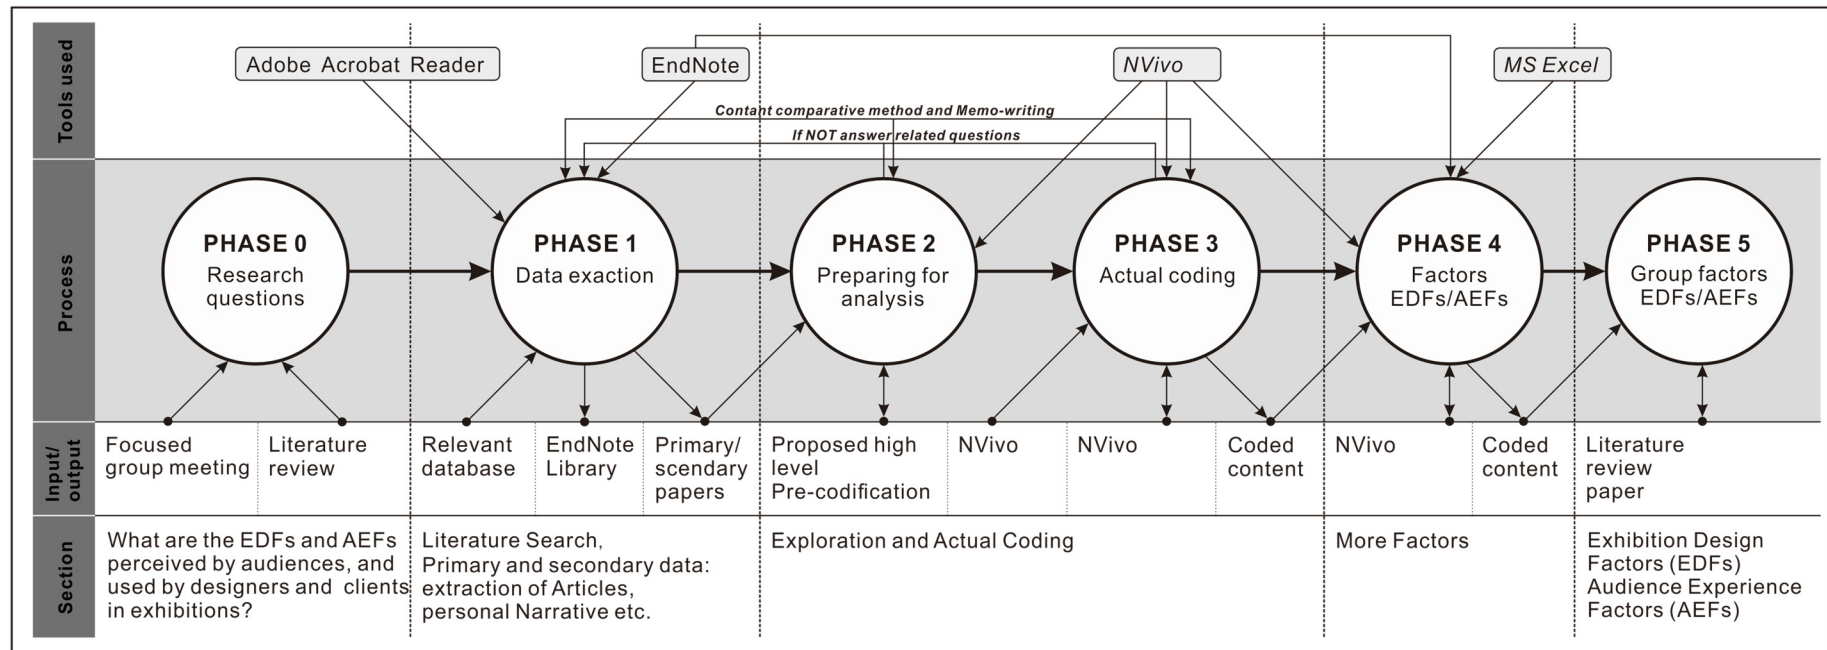 Tools used
Adobe Acrobat Reader
EndNote
NVivo
MS Excel
Contant comparative method and Memo-writing
If NOT answer related questions
Process
PHASE 0
Research
questions
PHASE 1
Data exaction
PHASE 2
Preparing for
analysis
PHASE 3
Actual coding
PHASE 4
Factors
EDFs/AEFs
PHASE 5
Group factors
EDFs/AEFs
Input/
output
Focused
group meeting
Literature
review
Relevant
database
EndNote
Library
Primary/
scendary
papers
Proposed high
level
Pre-codification
NVivo
NVivo
Coded
content
NVivo
Coded
content
Literature
review
paper
Section
What are the EDFs and AEFs
perceived by audiences, and
used by designers and clients
in exhibitions?
Literature Search,
Primary and secondary data:
extraction of Articles,
personal Narrative etc.
Exploration and Actual Coding
More Factors
Exhibition Design
Factors (EDFs)
Audience Experience
Factors (AEFs)